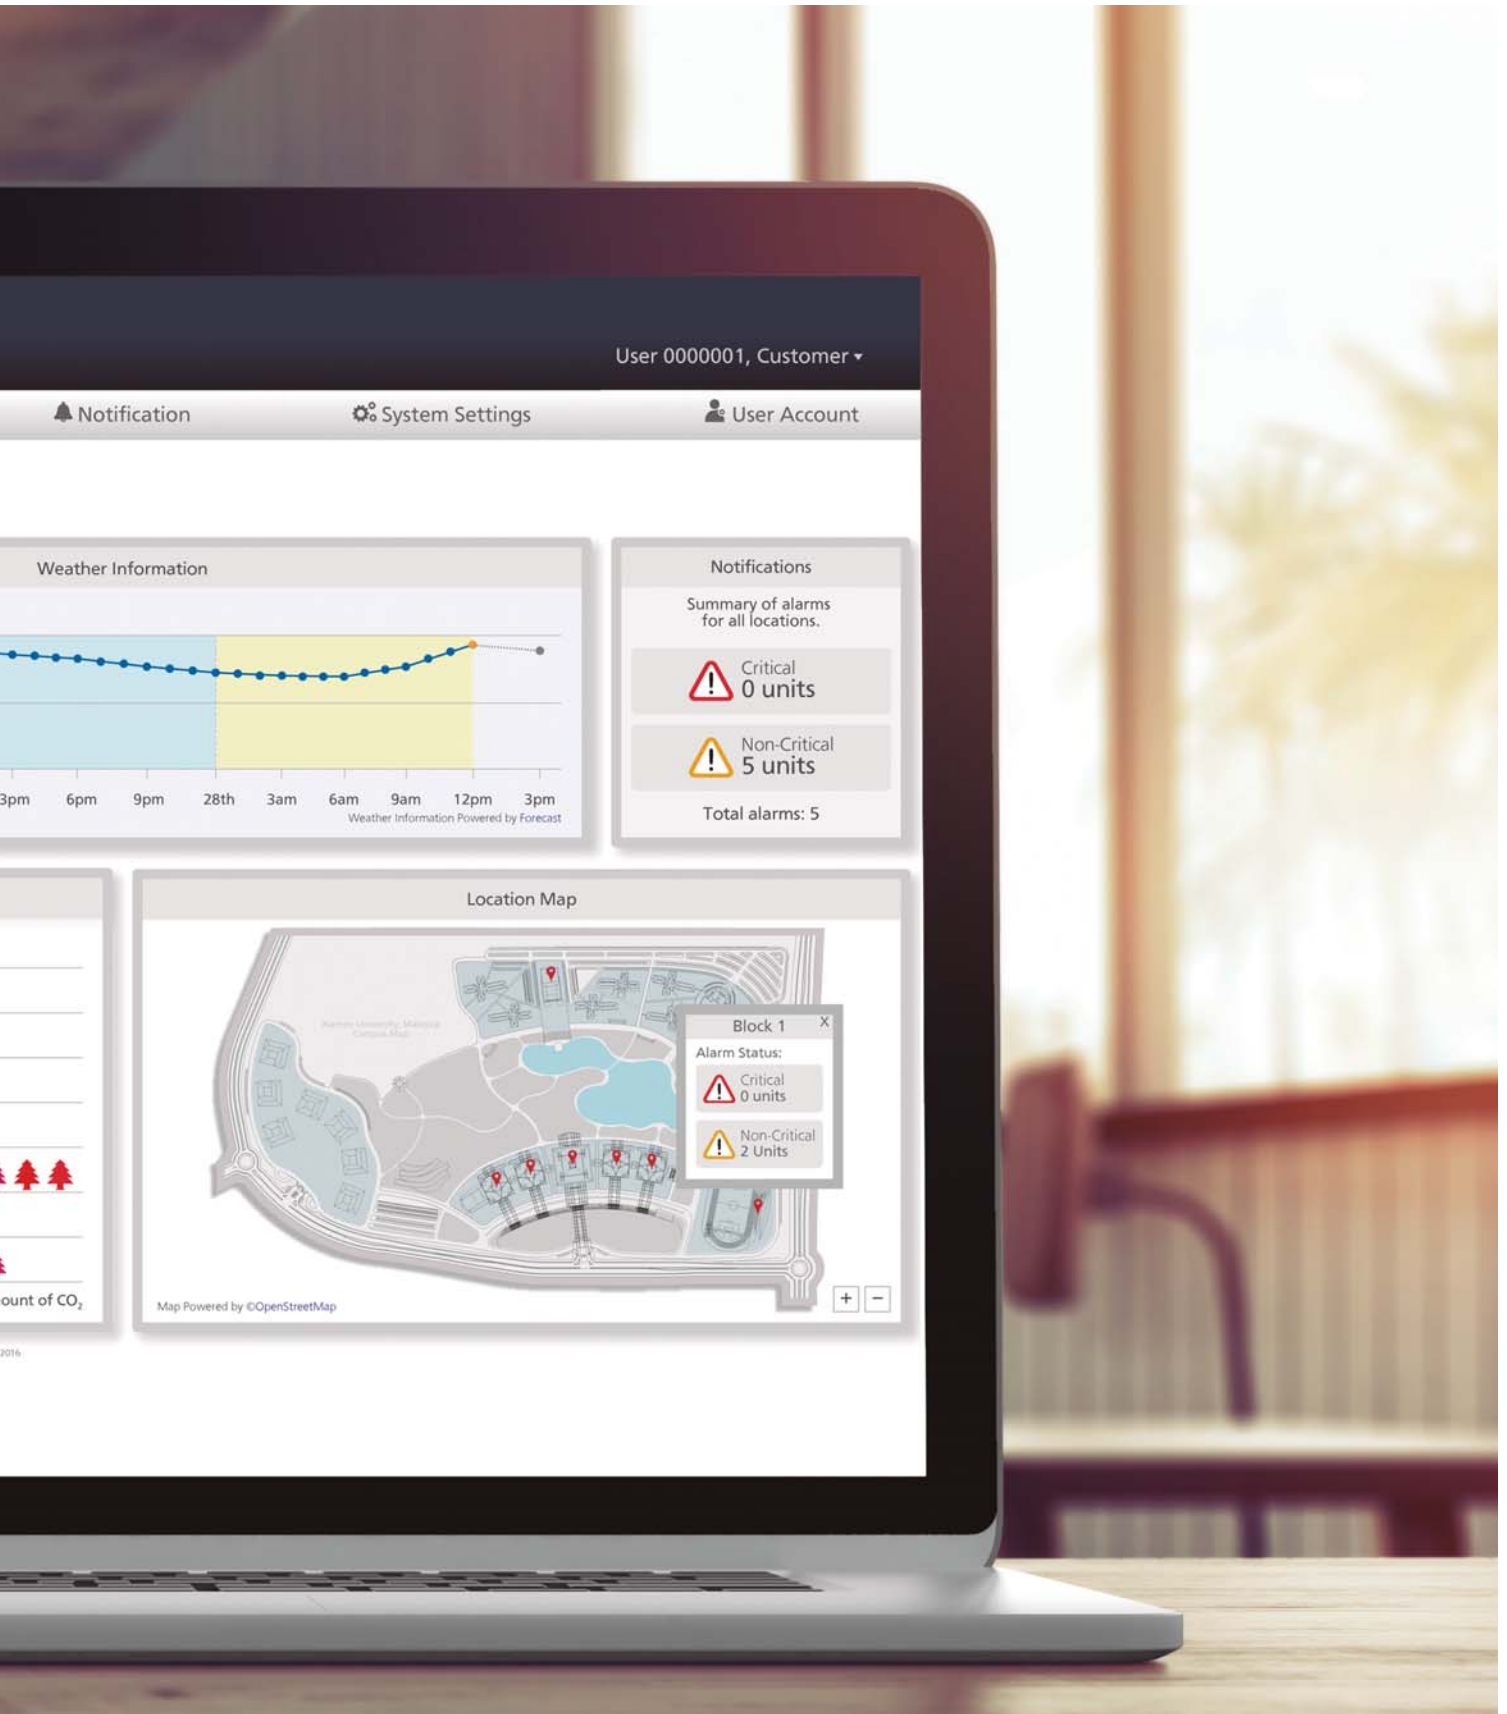 User 0000001, Customer
Notification
System Settings
User Account
Weather Information
3pm 6pm 9pm 28th 3am 6am 9am 12pm 3pm
Weather Information Powered by Forecast
Notifications
Summary of alarms
for all locations.
Critical
0 units
Non-Critical
5 units
Total alarms: 5
ount of CO₂
2016
Location Map
Block 1 X
Alarm Status:
Critical
0 units
Non-Critical
2 Units
Map Powered by ©OpenStreetMap
+ −